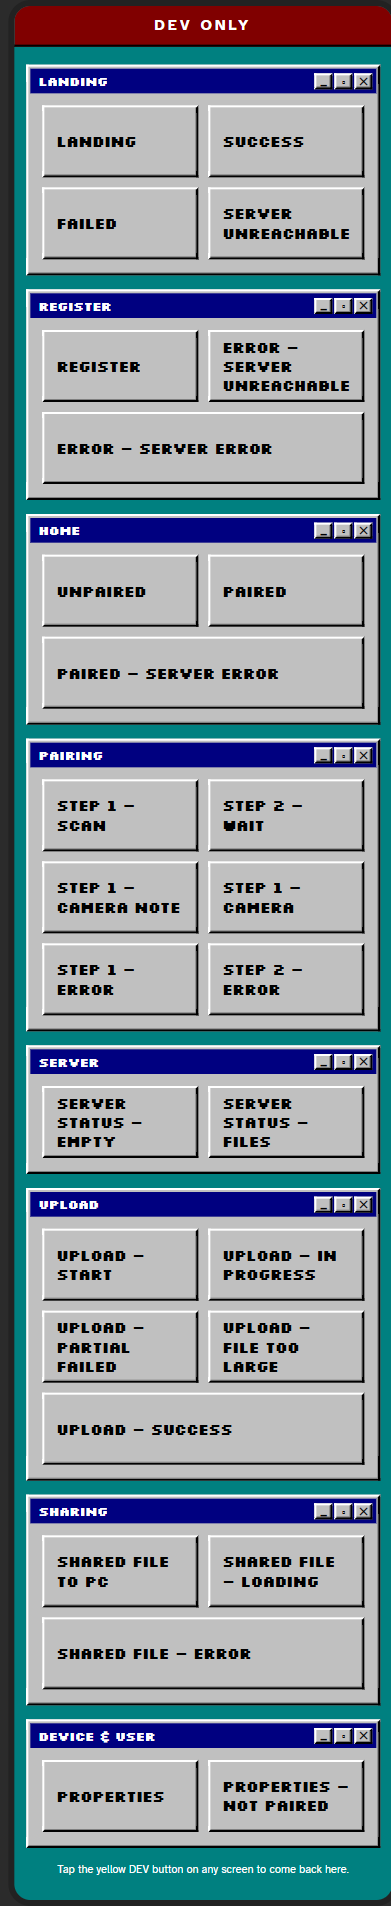 DEV ONLY
LANDING
LANDING
SUCCESS
FAILED
SERVER
UNREACHABLE
REGISTER
REGISTER
ERROR –
SERVER
UNREACHABLE
ERROR – SERVER ERROR
HOME
UNPAIRED
PAIRED
PAIRED – SERVER ERROR
PAIRING
STEP 1 –
SCAN
STEP 2 –
WAIT
STEP 1 –
CAMERA NOTE
STEP 1 –
CAMERA
STEP 1 –
ERROR
STEP 2 –
ERROR
SERVER
SERVER
STATUS –
EMPTY
SERVER
STATUS –
FILES
UPLOAD
UPLOAD –
START
UPLOAD – IN
PROGRESS
UPLOAD –
PARTIAL
FAILED
UPLOAD –
FILE TOO
LARGE
UPLOAD – SUCCESS
SHARING
SHARED FILE
TO PC
SHARED FILE
– LOADING
SHARED FILE – ERROR
DEVICE & USER
PROPERTIES
PROPERTIES –
NOT PAIRED
Tap the yellow DEV button on any screen to come back here.